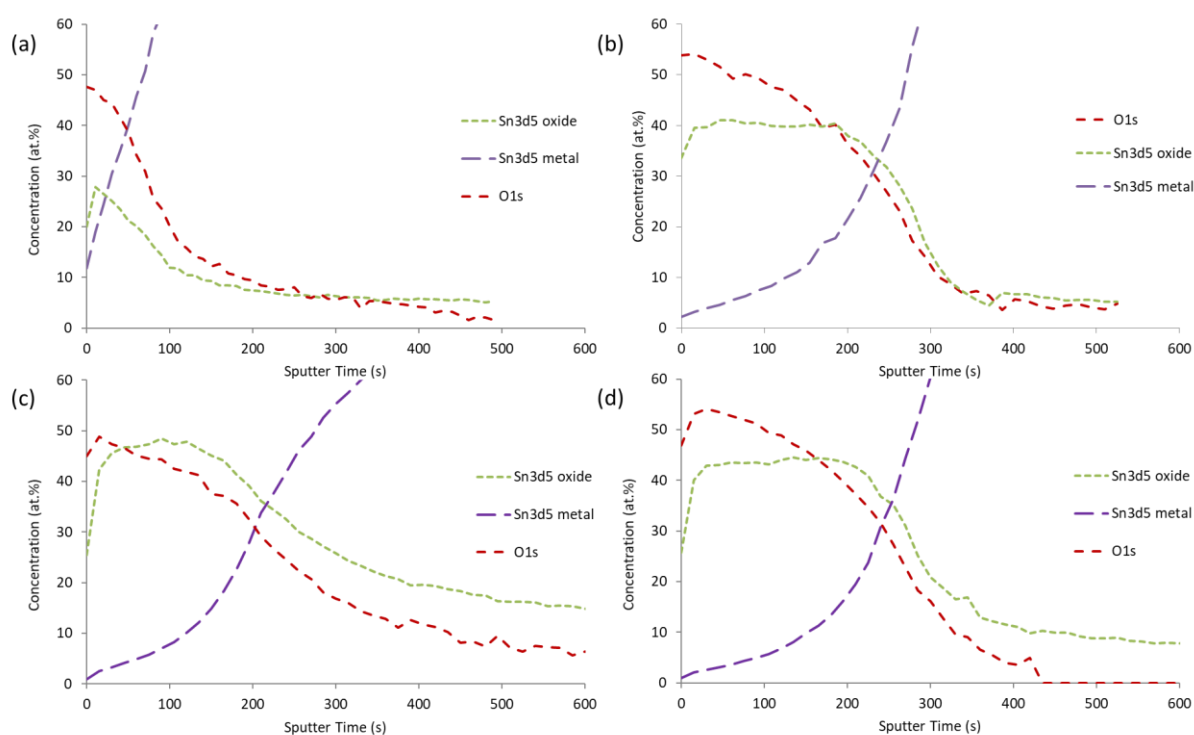 (a)
60
50
40
30
20
10
0
Concentration (at.%)
0 100 200 300 400 500 600
Sputter Time (s)
Sn3d5 oxide
Sn3d5 metal
O1s
(b)
60
50
40
30
20
10
0
Concentration (at.%)
0 100 200 300 400 500 600
Sputter Time (s)
O1s
Sn3d5 oxide
Sn3d5 metal
(c)
60
50
40
30
20
10
0
Concentration (at.%)
0 100 200 300 400 500 600
Sputter Time (s)
Sn3d5 oxide
Sn3d5 metal
O1s
(d)
60
50
40
30
20
10
0
Concentration (at.%)
0 100 200 300 400 500 600
Sputter Time (s)
Sn3d5 oxide
Sn3d5 metal
O1s